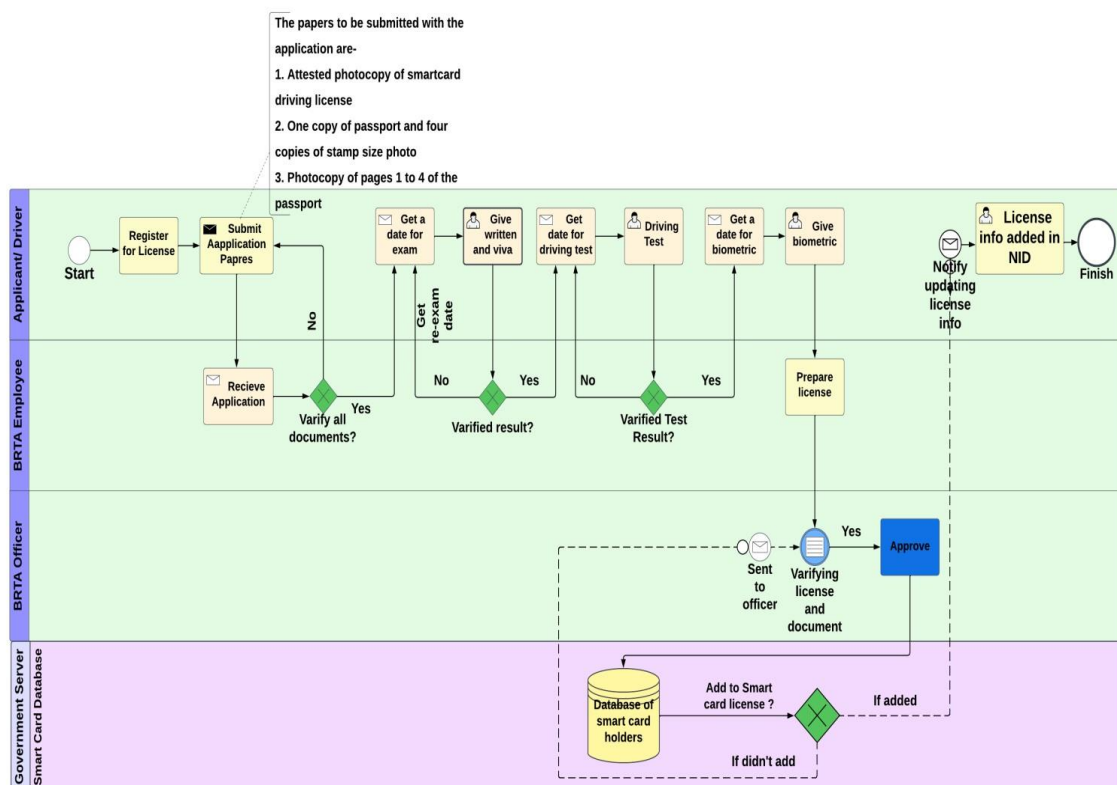 The papers to be submitted with the
application are-
1. Attested photocopy of smartcard
driving license
2. One copy of passport and four
copies of stamp size photo
3. Photocopy of pages 1 to 4 of the
passport
Applicant/ Driver
Start
Register
for License
Submit
Aapplication
Papres
No
Get a
date for
exam
Get
re-exam
date
Give
written
and viva
Get
date for
driving test
Driving
Test
Get a
date for
biometric
Give
biometric
Notify
updating
license
info
License
info added in
NID
Finish
BRTA Employee
Recieve
Application
Yes
Varify all
documents?
No
Yes
Varified result?
No
Yes
Varified Test
Result?
Prepare
license
BRTA Officer
Sent
to
officer
Varifying
license
and
document
Yes
Approve
Government Server
Smart Card Database
Database of
smart card
holders
Add to Smart
card license ?
If added
If didn't add